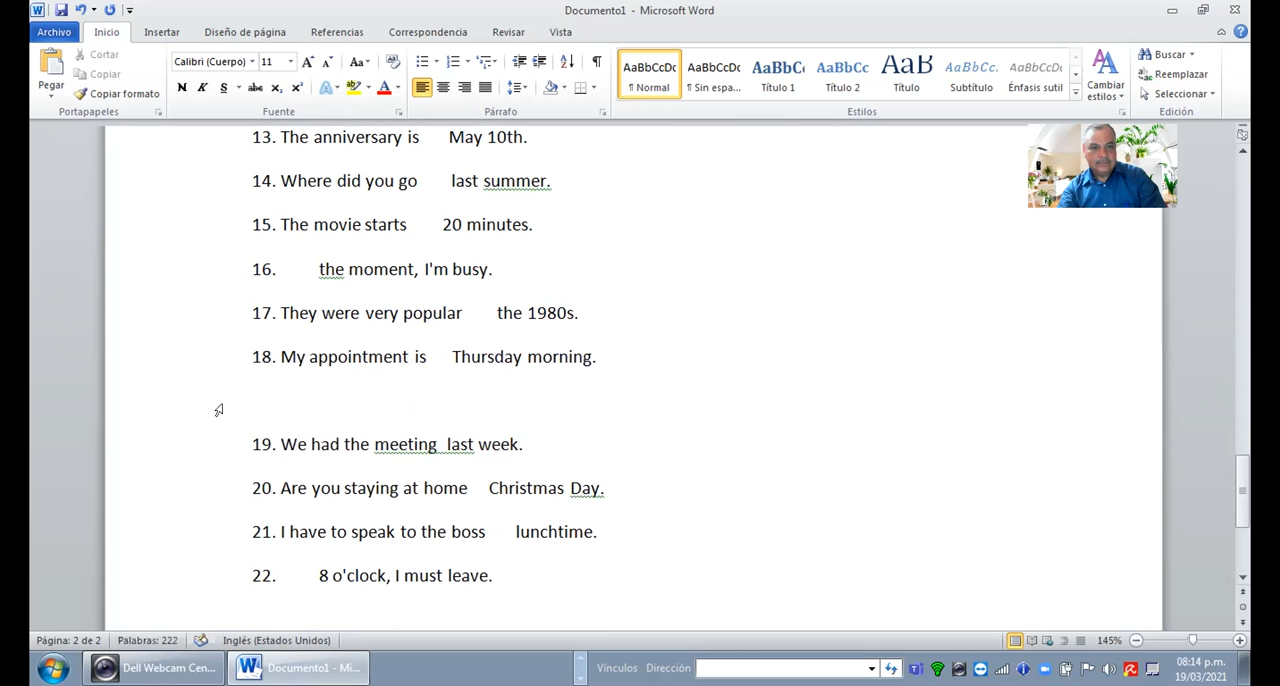 Documento1 - Microsoft Word
Archivo Inicio Insertar Diseño de página Referencias Correspondencia Revisar Vista
Pegar
Cortar
Copiar
Copiar formato
Portapapeles
Calibri (Cuerpo) 11
Fuente
Párrafo
AaBbCcDc AaBbCcDc AaBbC AaBbCc AaB AaBbCc. AaBbCcDc
¶ Normal ¶ Sin espa... Título 1 Título 2 Título Subtítulo Énfasis sutil
Cambiar estilos
Estilos
Buscar
Reemplazar
Seleccionar
Edición
13. The anniversary is May 10th.
14. Where did you go last summer.
15. The movie starts 20 minutes.
16. the moment, I'm busy.
17. They were very popular the 1980s.
18. My appointment is Thursday morning.
19. We had the meeting last week.
20. Are you staying at home Christmas Day.
21. I have to speak to the boss lunchtime.
22. 8 o'clock, I must leave.
Página: 2 de 2 Palabras: 222 Inglés (Estados Unidos) 145%
Dell Webcam Cen... Documento1 - Mi... Vínculos Dirección 08:14 p.m.
19/03/2021